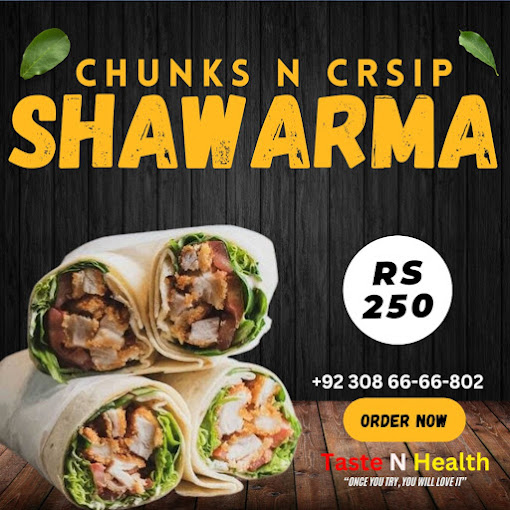 CHUNKS N CRSIP
SHAWARMA
RS
250
+92 308 66-66-802
ORDER NOW
Taste N Health
"ONCE YOU TRY, YOU WILL LOVE IT"